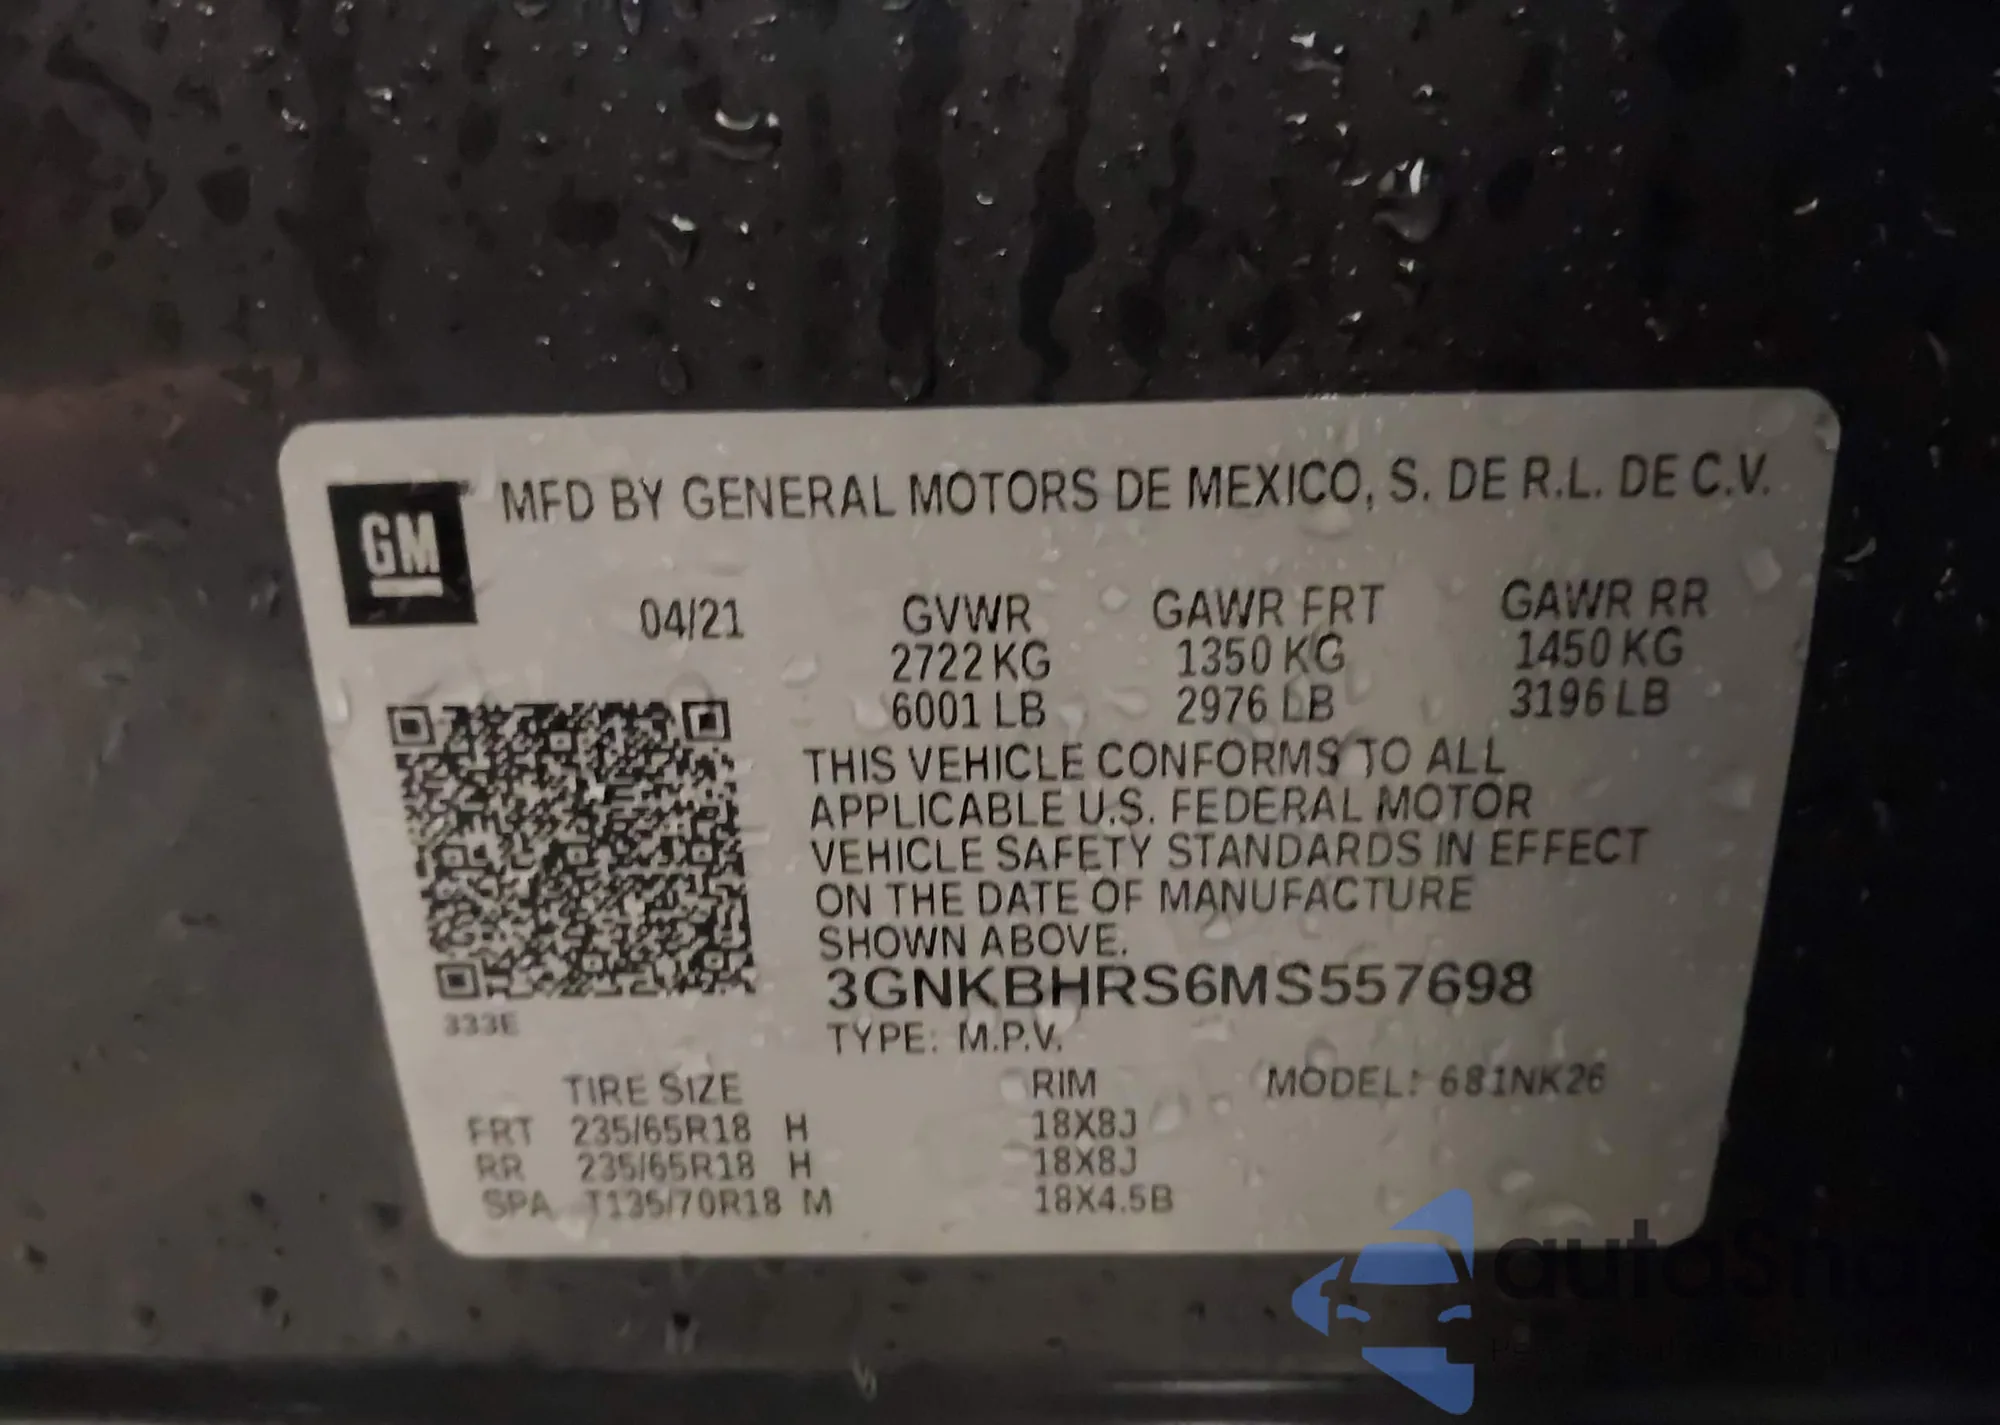 GM
MFD BY GENERAL MOTORS DE MEXICO, S. DE R.L. DE C.V.
04/21 GVWR GAWR FRT GAWR RR
2722 KG 1350 KG 1450 KG
6001 LB 2976 LB 3196 LB
THIS VEHICLE CONFORMS TO ALL
APPLICABLE U.S. FEDERAL MOTOR
VEHICLE SAFETY STANDARDS IN EFFECT
ON THE DATE OF MANUFACTURE
SHOWN ABOVE.
3GNKBHRS6MS557698
333E
TYPE: M.P.V.
TIRE SIZE RIM MODEL: 681NK26
FRT 235/65R18 H 18X8J
RR 235/65R18 H 18X8J
SPA T135/70R18 M 18X4.5B